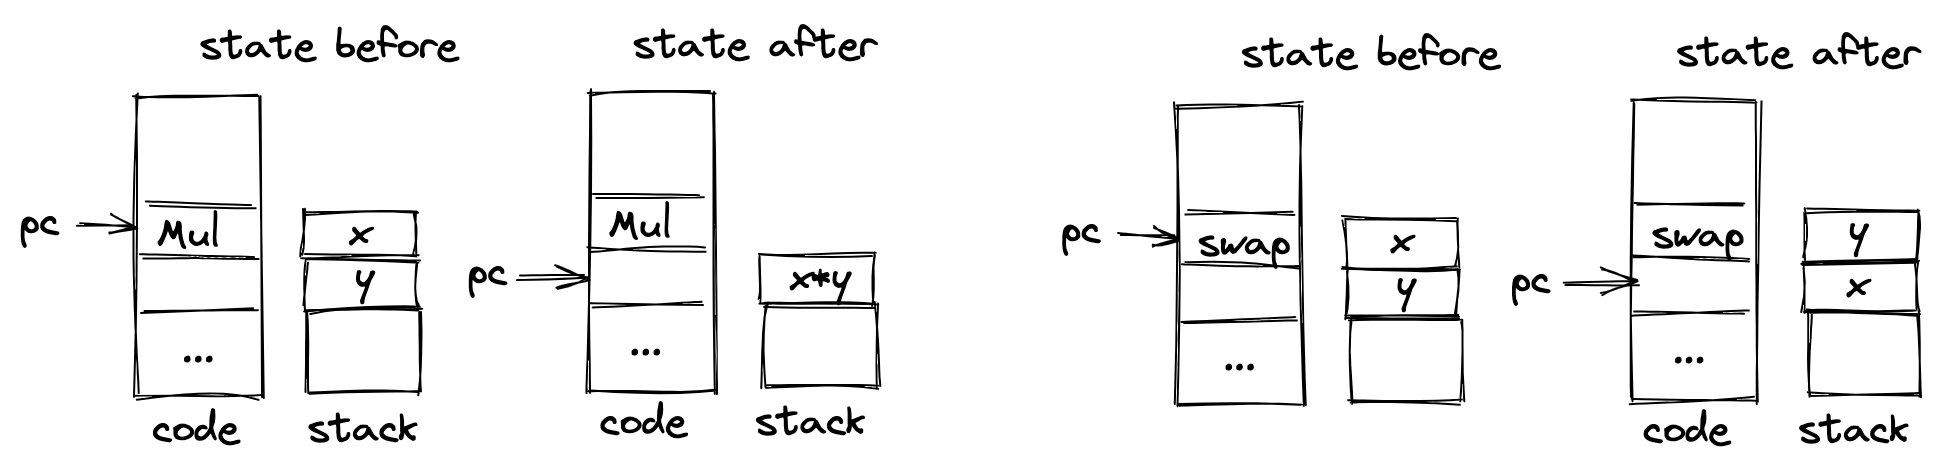 state before
state after
pc
Mul
x
y
...
code
stack
pc
Mul
x*y
...
code
stack
state before
state after
pc
swap
x
y
...
pc
swap
y
x
...
code
stack